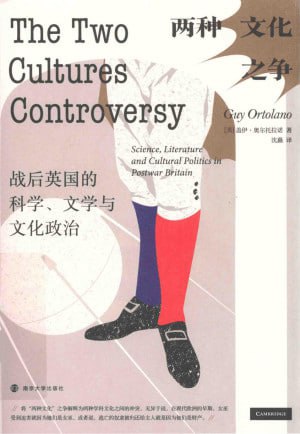 The Two
Cultures
Controversy
两种 文化
之争
Guy Ortolano
[美] 盖伊·奥尔托拉诺
沈越 译
Science, Literature
and Cultural Politics in
Postwar Britain
战后英国的
科学、文学与
文化政治
南京大学出版社
CAMBRIDGE